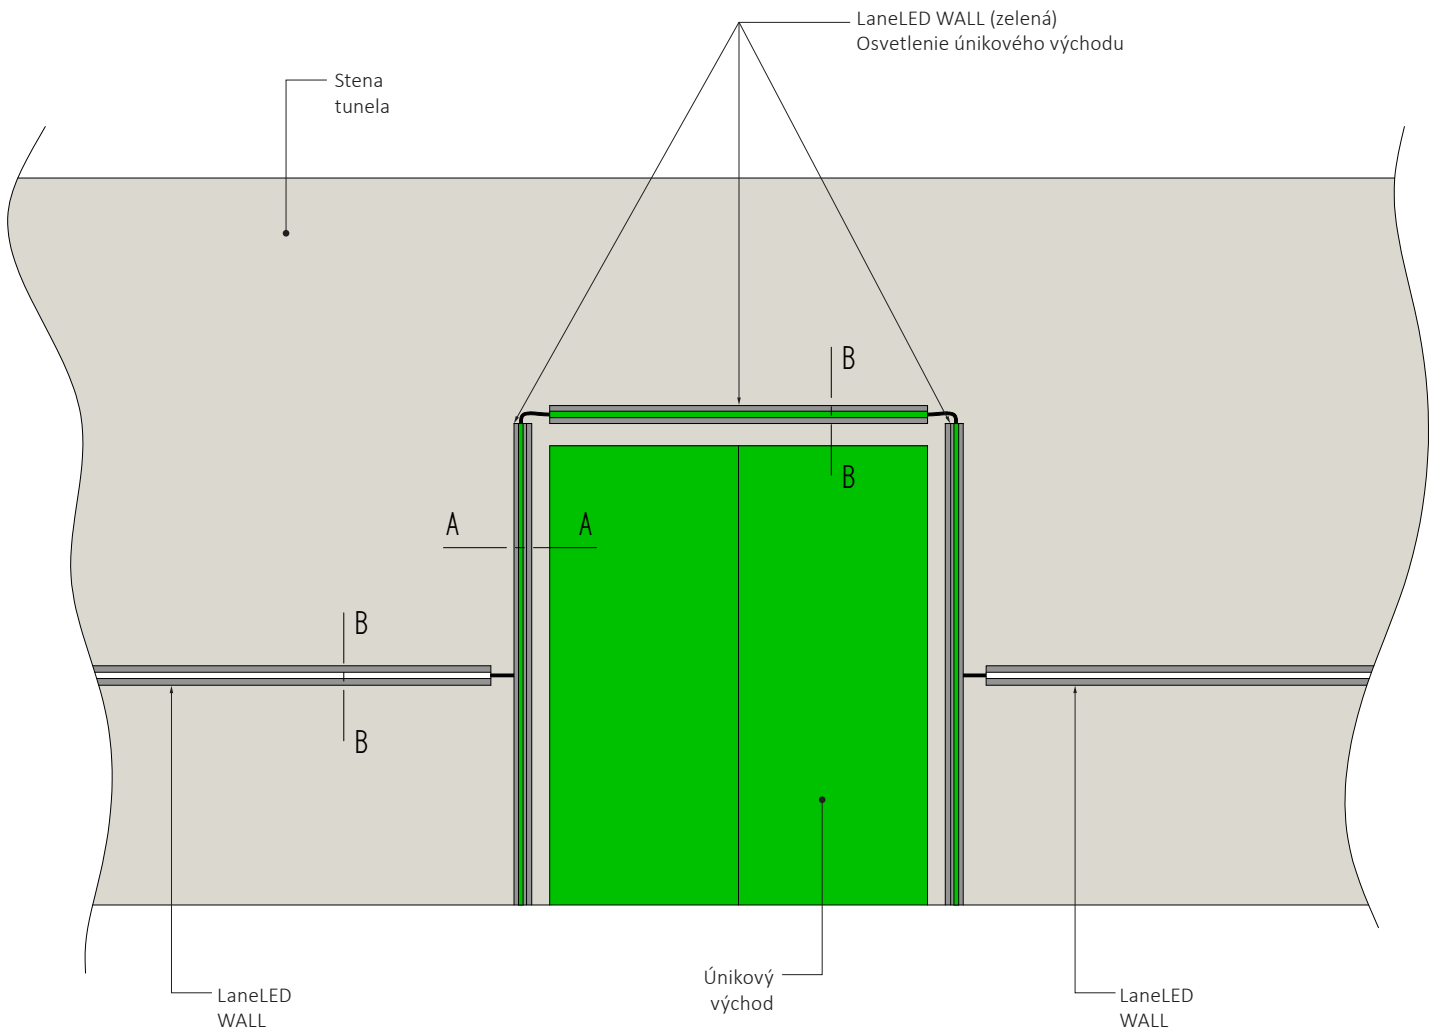 LaneLED WALL (zelená)
Osvetlenie únikového východu
Stena
tunela
B
B
A A
B
B
Únikový
východ
LaneLED
WALL
LaneLED
WALL